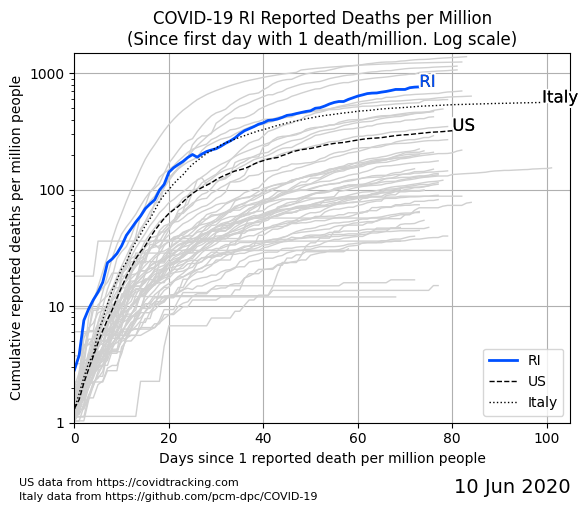 COVID-19 RI Reported Deaths per Million
(Since first day with 1 death/million. Log scale)
Cumulative reported deaths per million people
1000
100
10
1
RI
Italy
US
RI
US
Italy
0
20
40
60
80
100
Days since 1 reported death per million people
US data from https://covidtracking.com
Italy data from https://github.com/pcm-dpc/COVID-19
10 Jun 2020